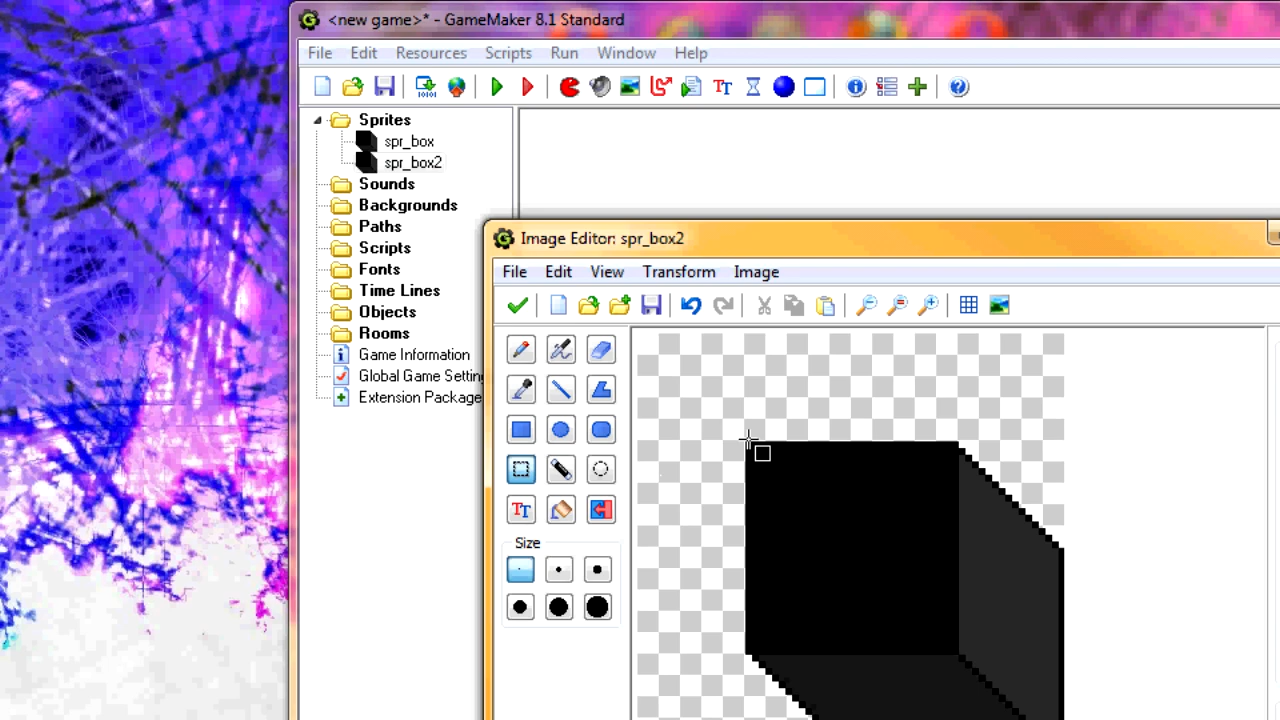 <new game>* - GameMaker 8.1 Standard
File Edit Resources Scripts Run Window Help
Sprites
spr_box
spr_box2
Sounds
Backgrounds
Paths
Scripts
Fonts
Time Lines
Objects
Rooms
Game Information
Global Game Settin
Extension Package
Image Editor: spr_box2
File Edit View Transform Image
Size